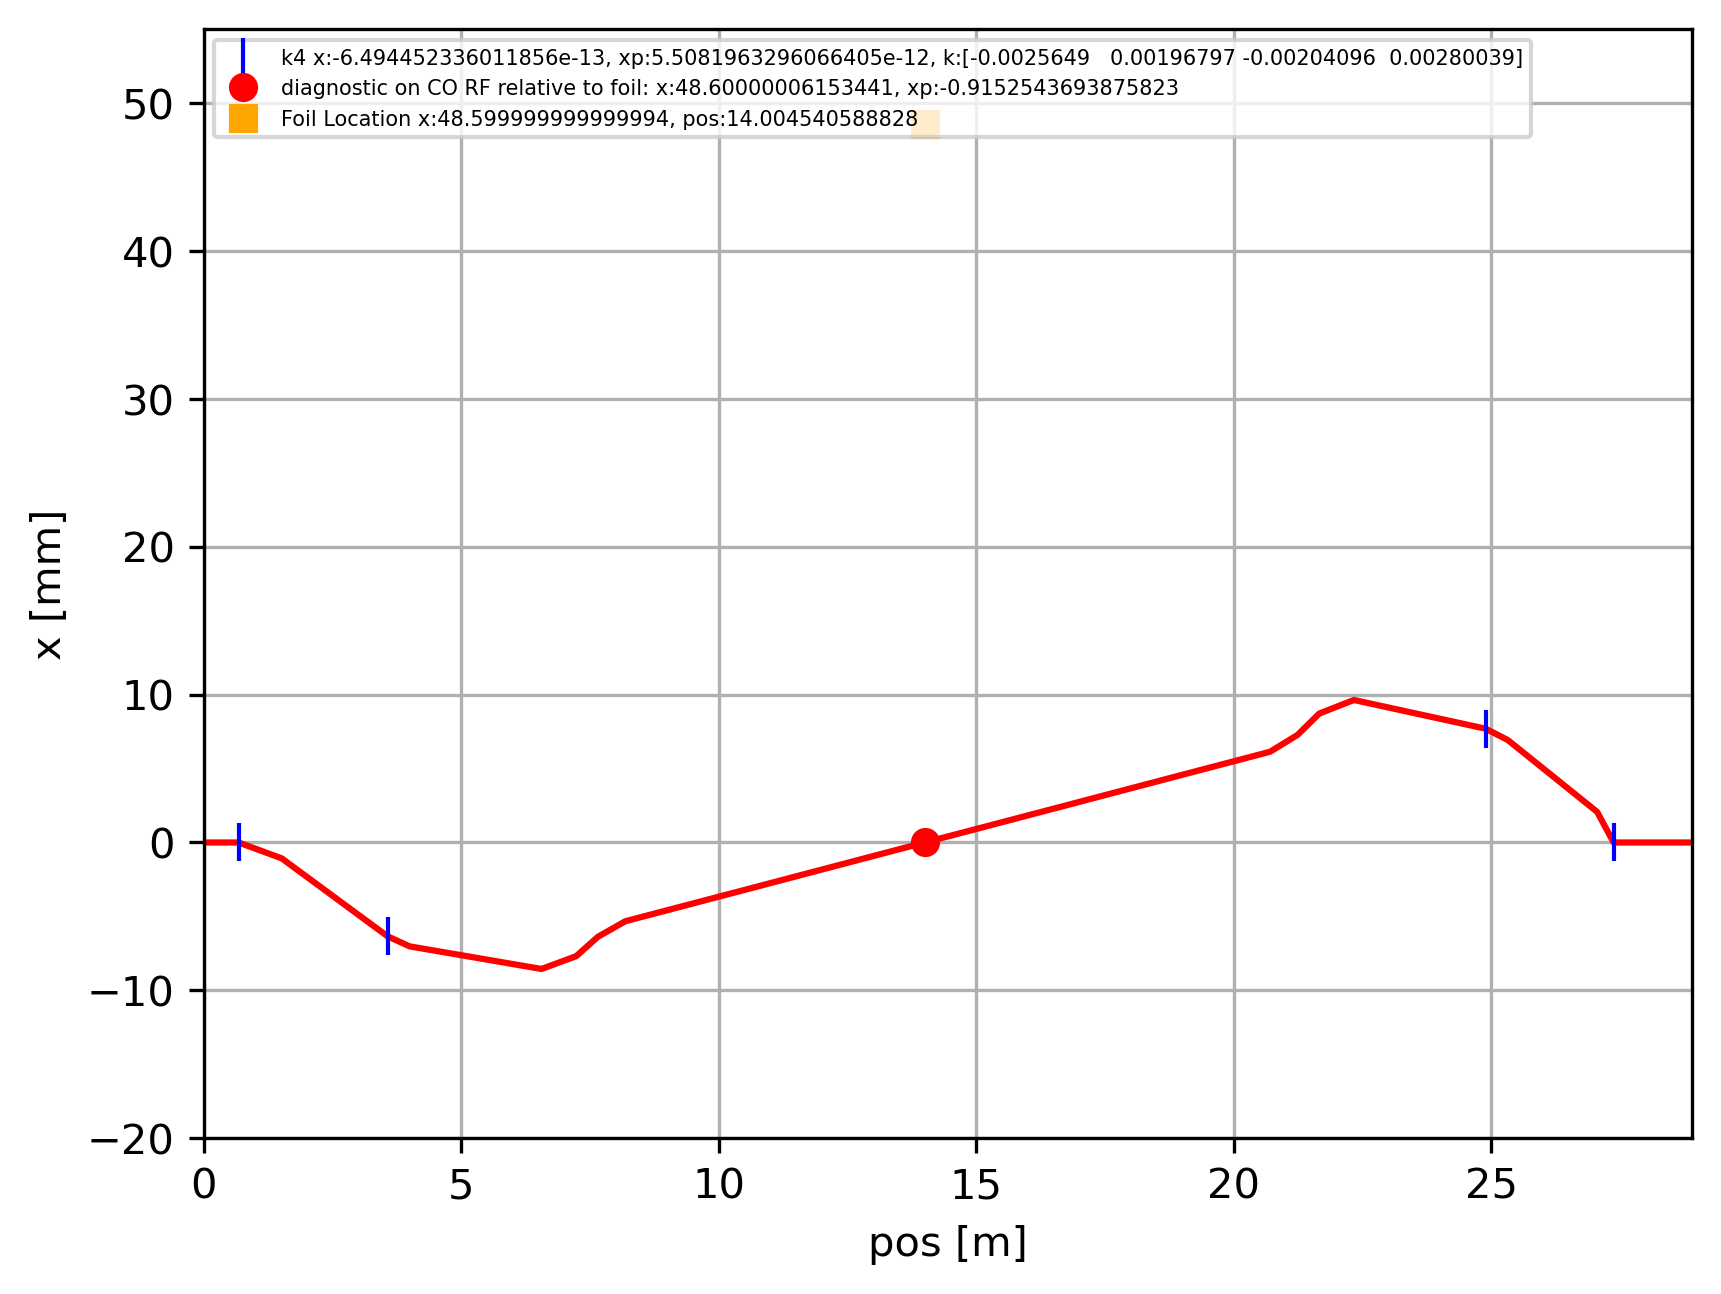 k4 x:-6.494452336011856e-13, xp:5.5081963296066405e-12, k:[-0.0025649   0.00196797 -0.00204096  0.00280039]
diagnostic on CO RF relative to foil: x:48.60000006153441, xp:-0.9152543693875823
Foil Location x:48.599999999999994, pos:14.004540588828
50
40
30
20
10
0
−10
−20
x [mm]
0 5 10 15 20 25
pos [m]